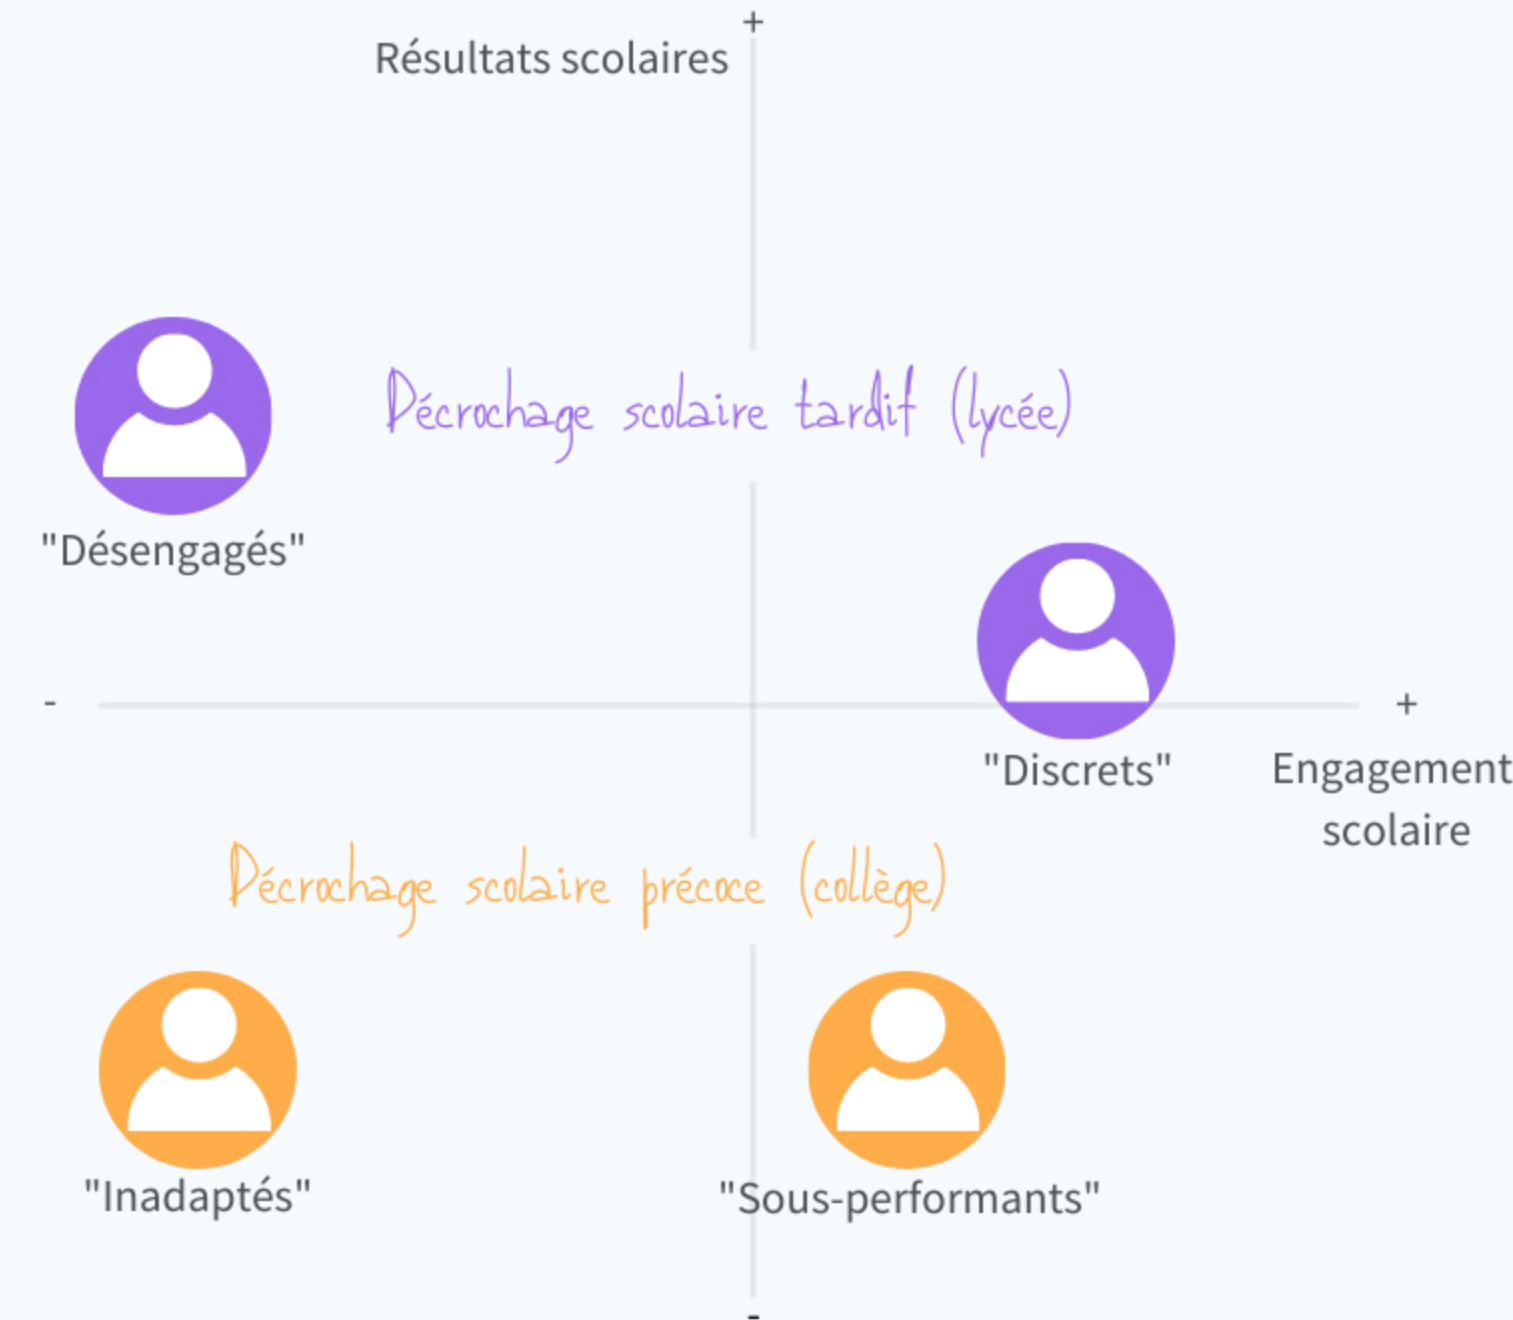 +
Résultats scolaires
Décrochage scolaire tardif (lycée)
"Désengagés"
-
+
"Discrets"
Engagement
scolaire
Décrochage scolaire précoce (collège)
"Inadaptés"
"Sous-performants"
-